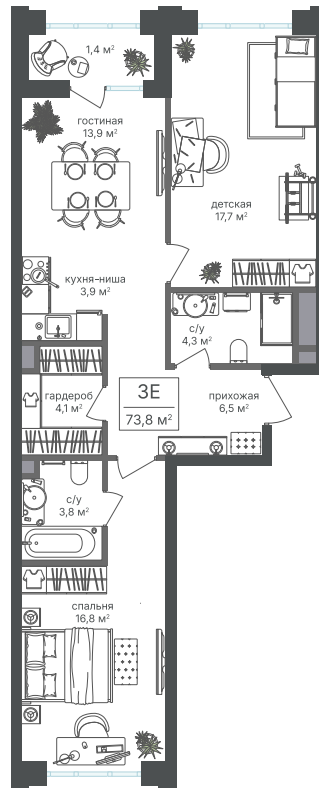 1,4 м²
гостиная
13,9 м²
детская
17,7 м²
кухня-ниша
3,9 м²
с/у
4,3 м²
гардероб
4,1 м²
3Е
73,8 м²
прихожая
6,5 м²
с/у
3,8 м²
спальня
16,8 м²